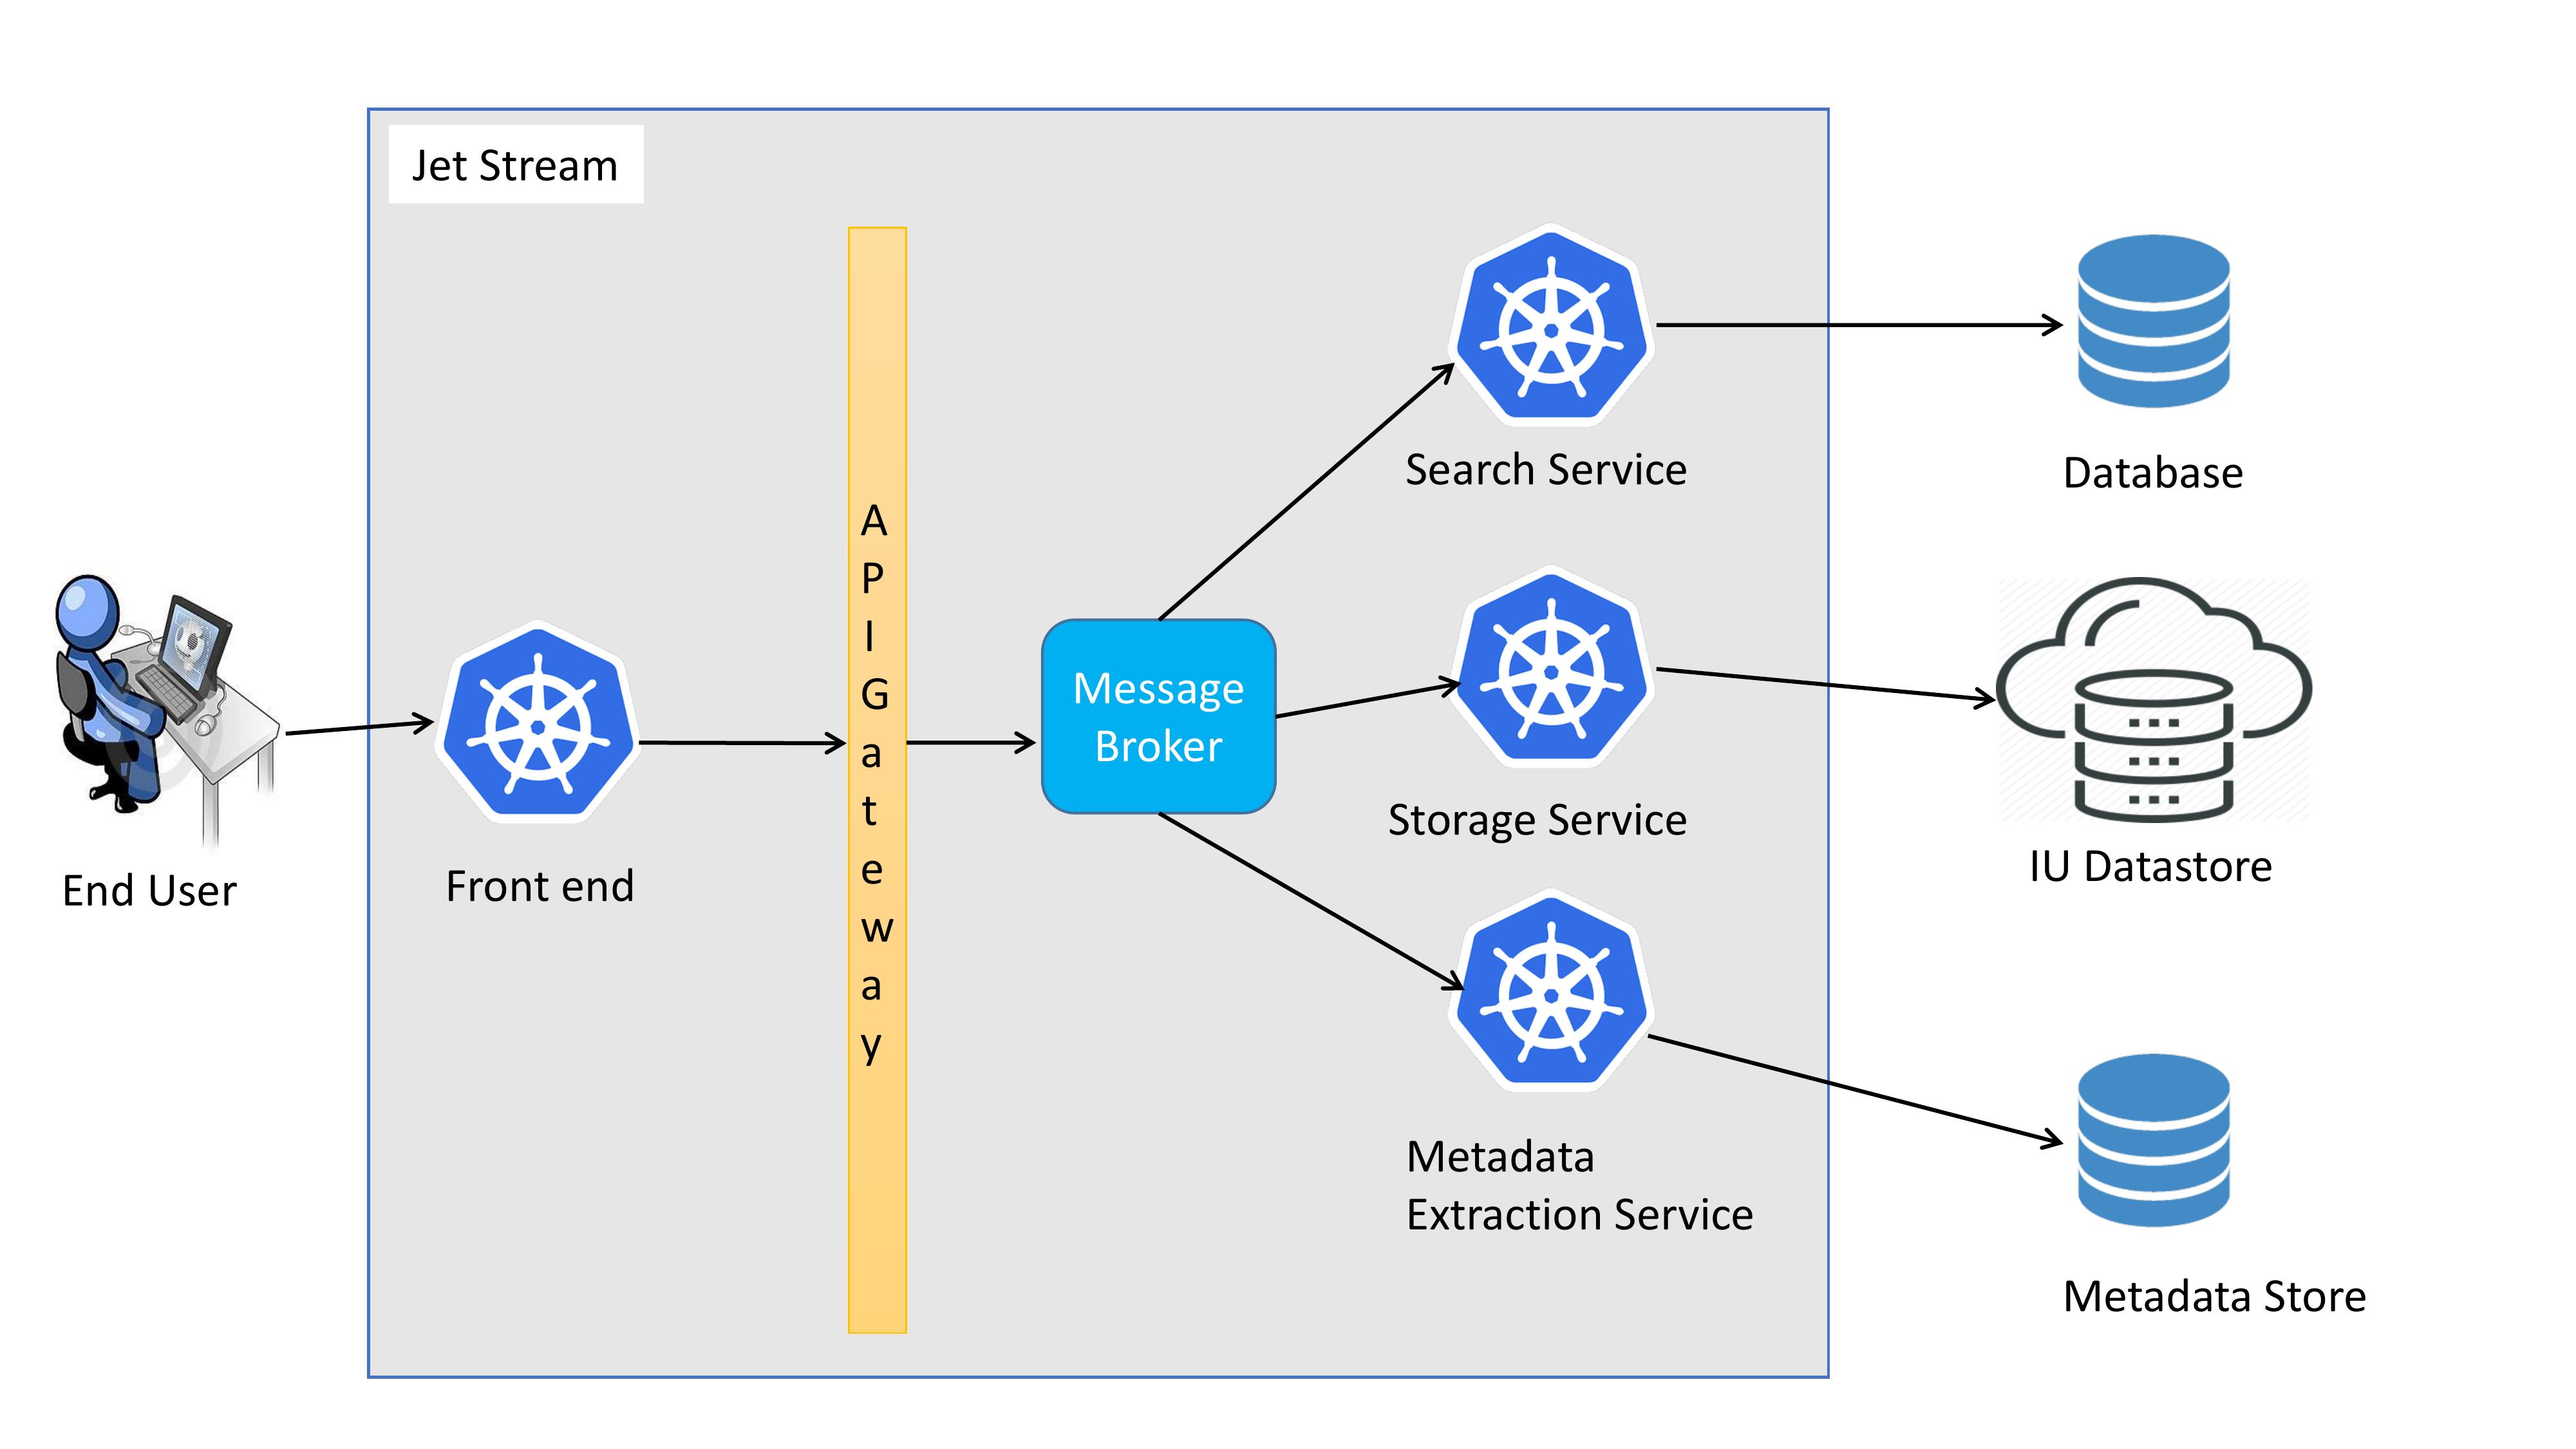 Jet Stream
End User
Front end
A
P
I
G
a
t
e
w
a
y
Message
Broker
Search Service
Storage Service
Metadata
Extraction Service
Database
IU Datastore
Metadata Store